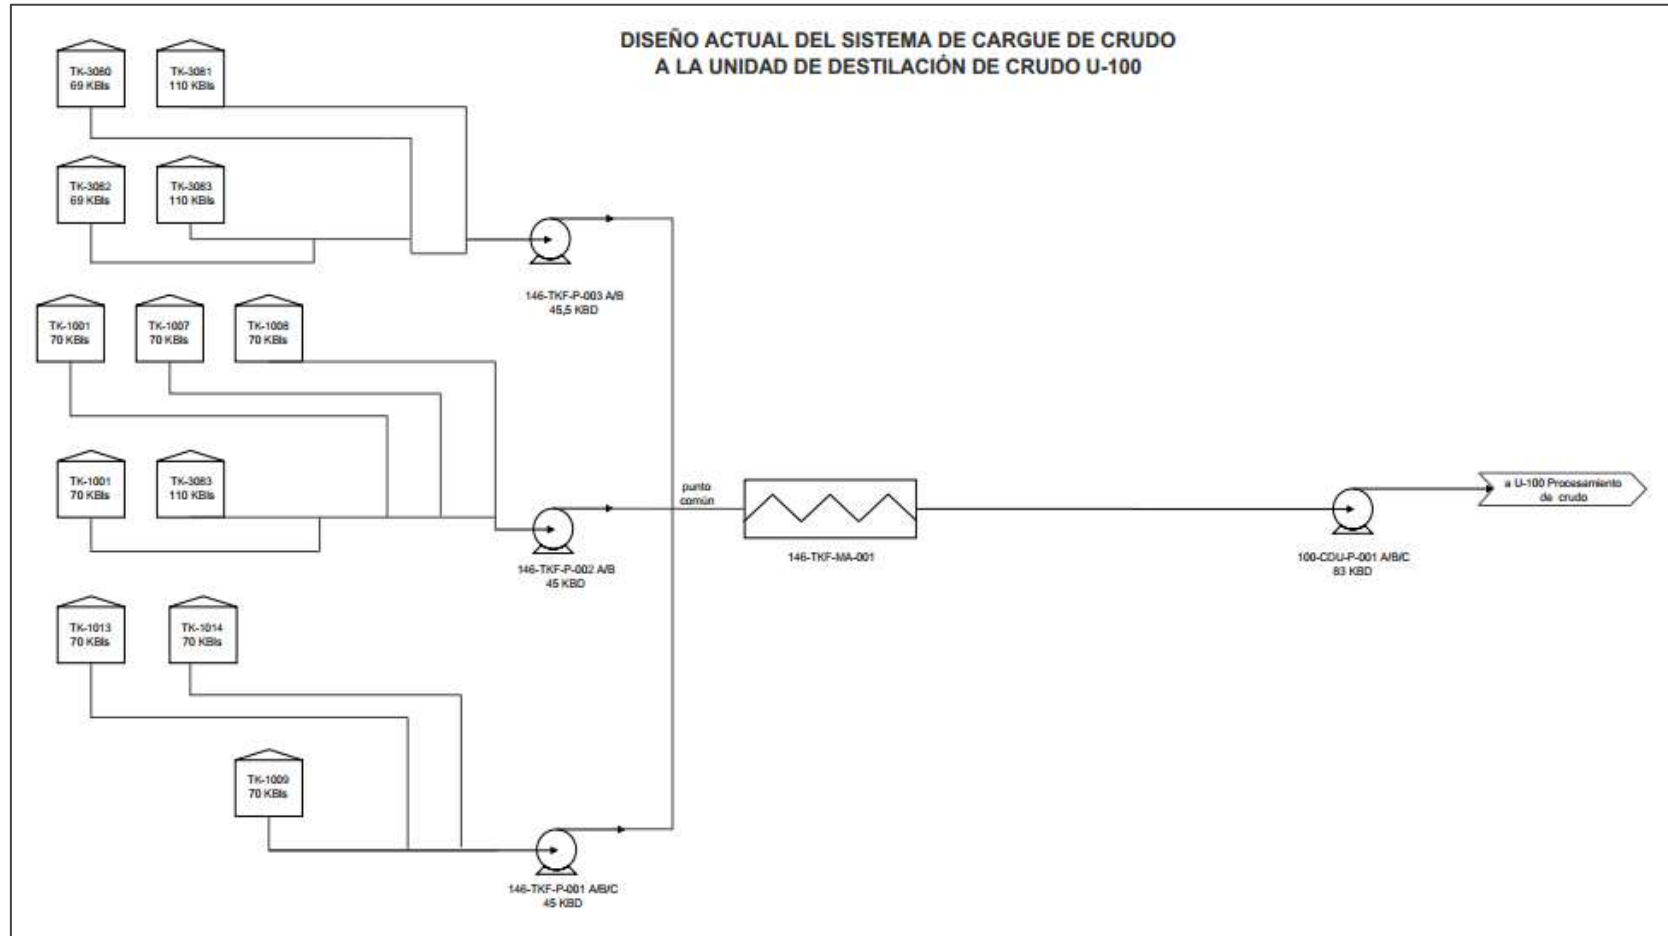 DISEÑO ACTUAL DEL SISTEMA DE CARGUE DE CRUDO
A LA UNIDAD DE DESTILACIÓN DE CRUDO U-100
TK-3080
69 KBls
TK-3081
110 KBls
TK-3082
69 KBls
TK-3083
110 KBls
146-TKF-P-003 A/B
45,5 KBD
TK-1001
70 KBls
TK-1007
70 KBls
TK-1008
70 KBls
TK-1001
70 KBls
TK-3083
110 KBls
146-TKF-P-002 A/B
45 KBD
punto
común
146-TKF-MA-001
100-CDU-P-001 A/B/C
83 KBD
a U-100 Procesamiento
de crudo
TK-1013
70 KBls
TK-1014
70 KBls
TK-1009
70 KBls
146-TKF-P-001 A/B/C
45 KBD